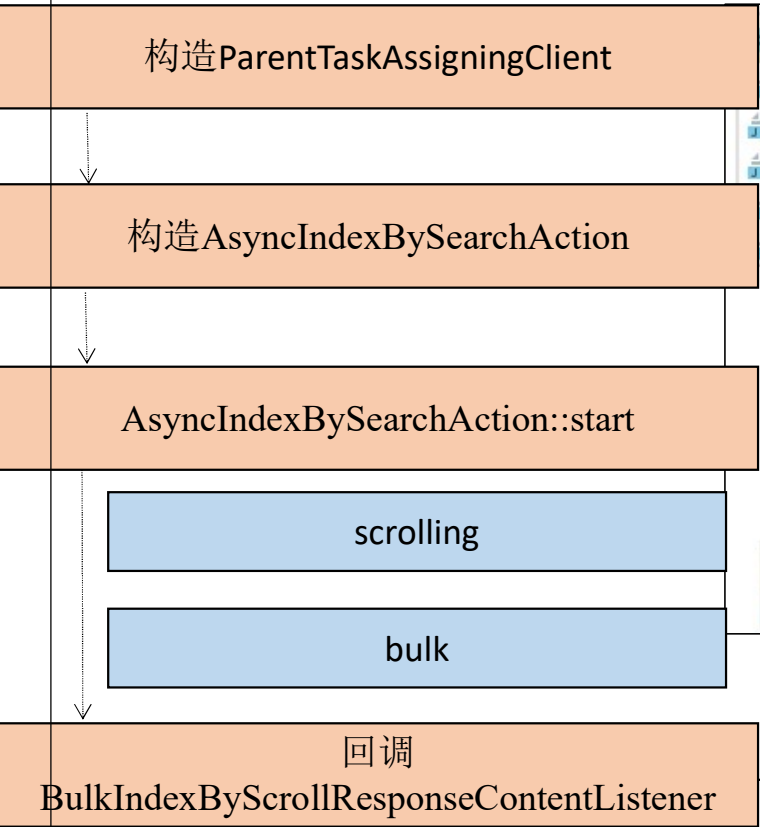 构造ParentTaskAssigningClient
构造AsyncIndexBySearchAction
AsyncIndexBySearchAction::start
scrolling
bulk
回调
BulkIndexByScrollResponseContentListener